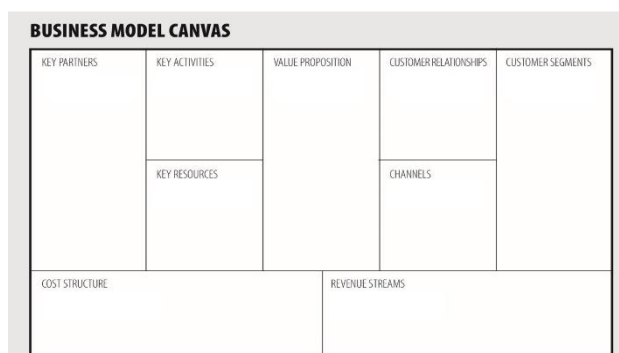 BUSINESS MODEL CANVAS
KEY PARTNERS
KEY ACTIVITIES
VALUE PROPOSITION
CUSTOMER RELATIONSHIPS
CUSTOMER SEGMENTS
KEY RESOURCES
CHANNELS
COST STRUCTURE
REVENUE STREAMS